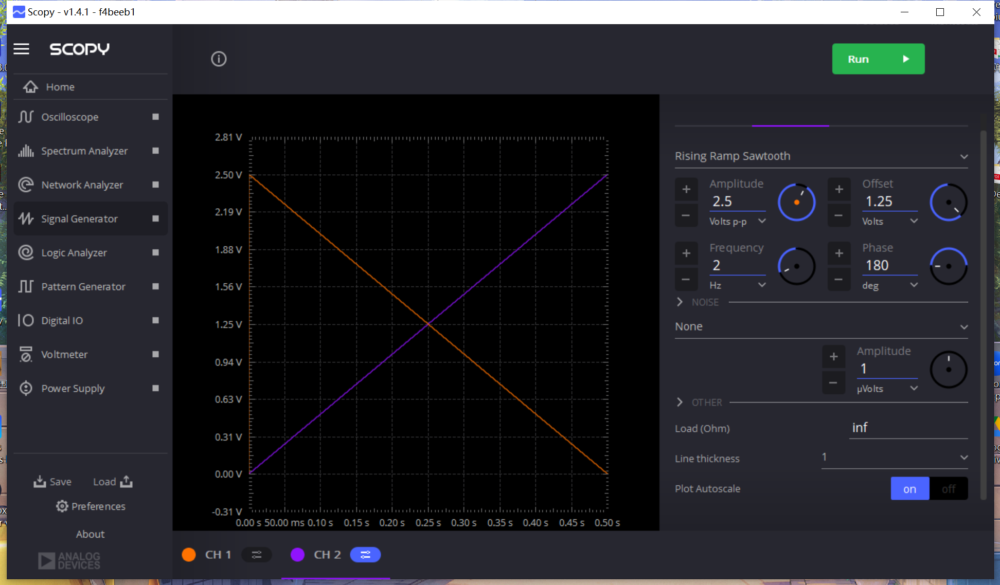 Scopy - v1.4.1 - f4beeb1
SCOPY
Home
Oscilloscope
Spectrum Analyzer
Network Analyzer
Signal Generator
Logic Analyzer
Pattern Generator
Digital IO
Voltmeter
Power Supply
Save
Load
Preferences
About
ANALOG
DEVICES
Run
2.81 V
2.50 V
2.19 V
1.88 V
1.56 V
1.25 V
0.94 V
0.63 V
0.31 V
0.00 V
-0.31 V
0.00 s 50.00 ms 0.10 s 0.15 s 0.20 s 0.25 s 0.30 s 0.35 s 0.40 s 0.45 s 0.50 s
CH 1
CH 2
Rising Ramp Sawtooth
+ Amplitude + Offset
2.5 1.25
- Volts p-p - Volts
+ Frequency + Phase
2 180
- Hz - deg
NOISE
None
+ Amplitude
1
- µVolts
OTHER
Load (Ohm) inf
Line thickness 1
Plot Autoscale on off